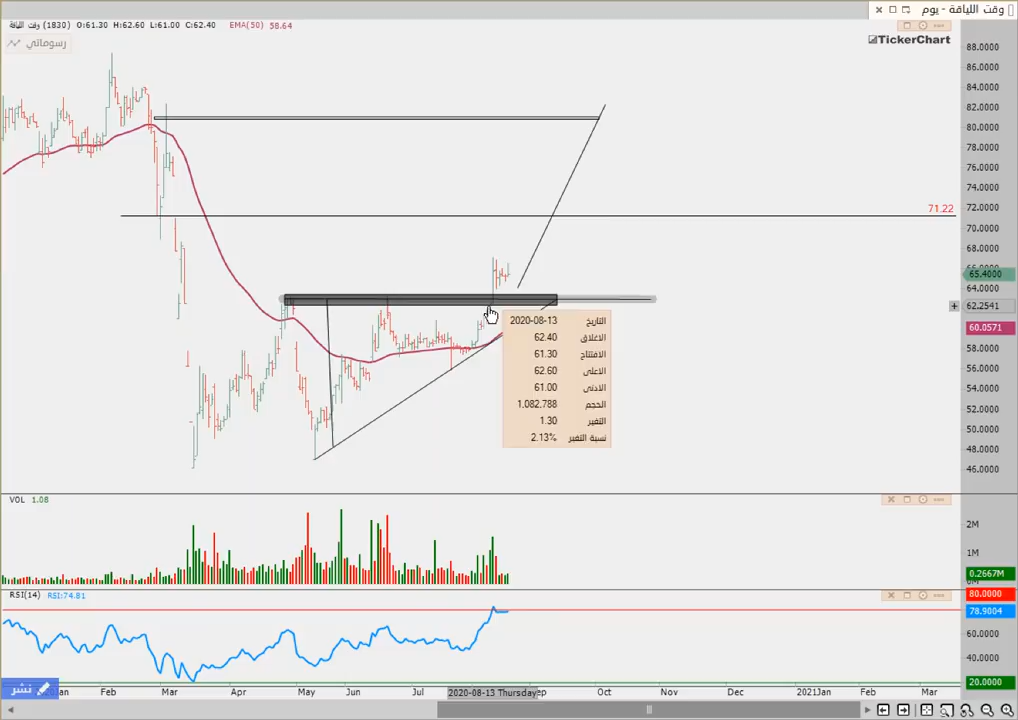 وقت اللياقة - يوم
وقت اللياقة (1830) O:61.30 H:62.60 L:61.00 C:62.40 EMA(50) 58.64
رسوماتي
TickerChart
88.0000
86.0000
84.0000
82.0000
80.0000
78.0000
76.0000
74.0000
72.0000
71.22
70.0000
68.0000
65.4000
64.0000
62.2541
60.0571
58.0000
56.0000
54.0000
52.0000
50.0000
48.0000
46.0000
التاريخ 2020-08-13
الاغلاق 62.40
الافتتاح 61.30
الاعلى 62.60
الادنى 61.00
الحجم 1.082.788
التغير 1.30
نسبة التغير 2.13%
VOL 1.08
2M
1M
0.2667M
RSI(14) RSI:74.81
80.0000
78.9004
60.0000
40.0000
20.0000
نشر
Jan Feb Mar Apr May Jun Jul 2020-08-13 Thursday Oct Nov Dec 2021Jan Feb Mar